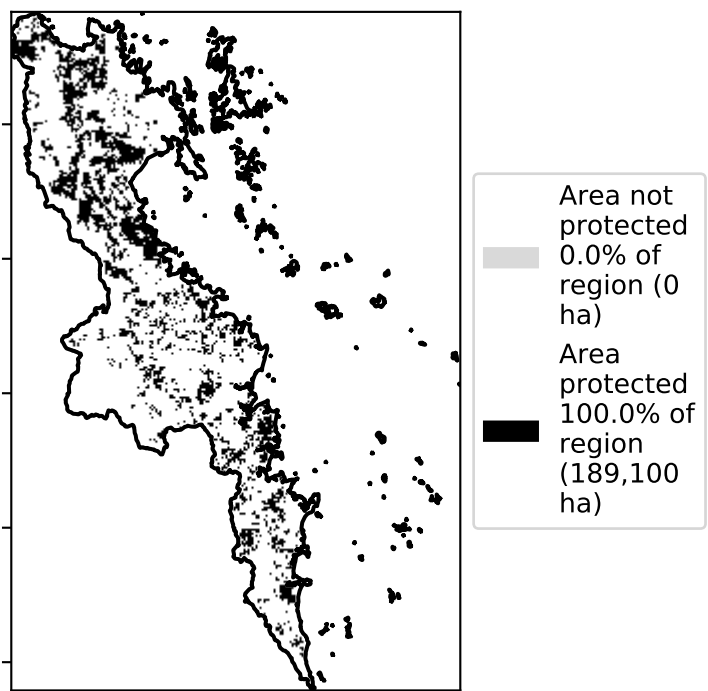 Area not
protected
0.0% of
region (0
ha)
Area
protected
100.0% of
region
(189,100
ha)